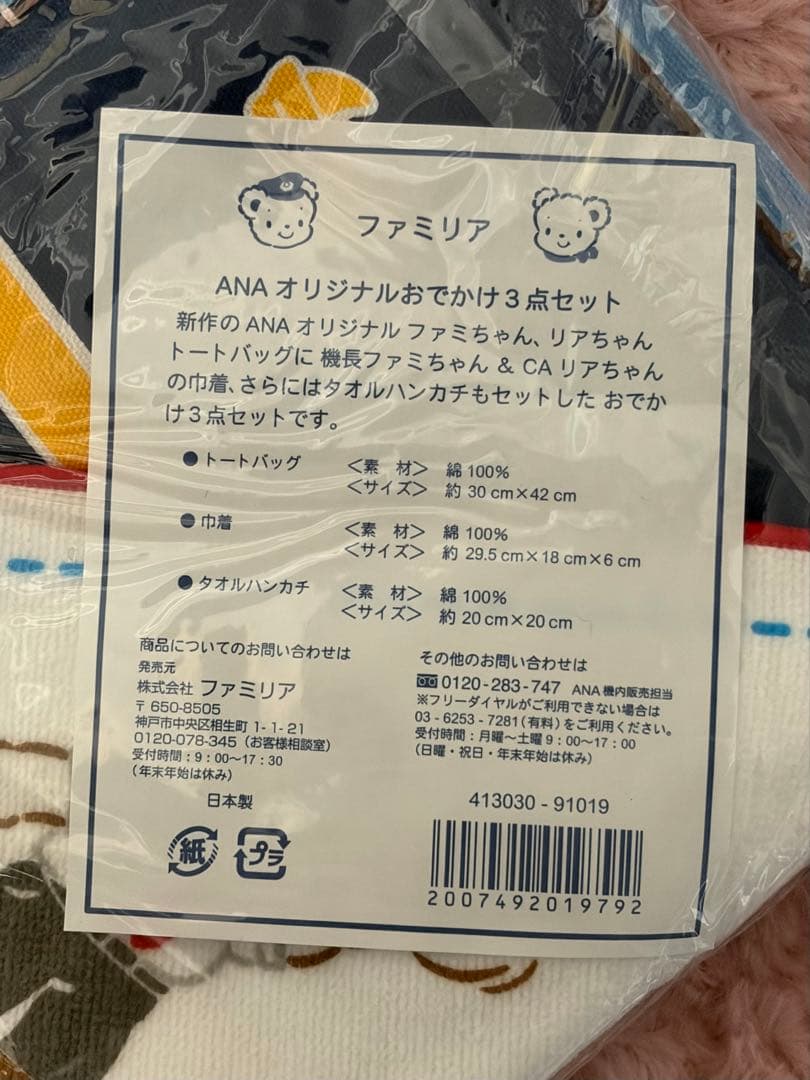 ファミリア
ANA オリジナルおでかけ3点セット
新作の ANA オリジナル ファミちゃん、リアちゃん
トートバッグに 機長ファミちゃん & CA リアちゃん
の巾着、さらにはタオルハンカチもセットした おでか
け3点セットです。
●トートバッグ <素 材> 綿 100%
<サイズ> 約 30 cm×42 cm
●巾着 <素 材> 綿 100%
<サイズ> 約 29.5 cm×18 cm×6 cm
●タオルハンカチ <素 材> 綿 100%
<サイズ> 約 20 cm×20 cm
商品についてのお問い合わせは
発売元
株式会社 ファミリア
〒 650-8505
神戸市中央区相生町 1-1-21
0120-078-345(お客様相談室)
受付時間:9:00〜17:30
(年末年始は休み)
日本製
紙
プラ
その他のお問い合わせは
0120-283-747 ANA 機内販売担当
※フリーダイヤルがご利用できない場合は
03-6253-7281(有料)をご利用ください。
受付時間:月曜〜土曜 9:00〜17:00
(日曜・祝日・年末年始は休み)
413030-91019
2007492019792